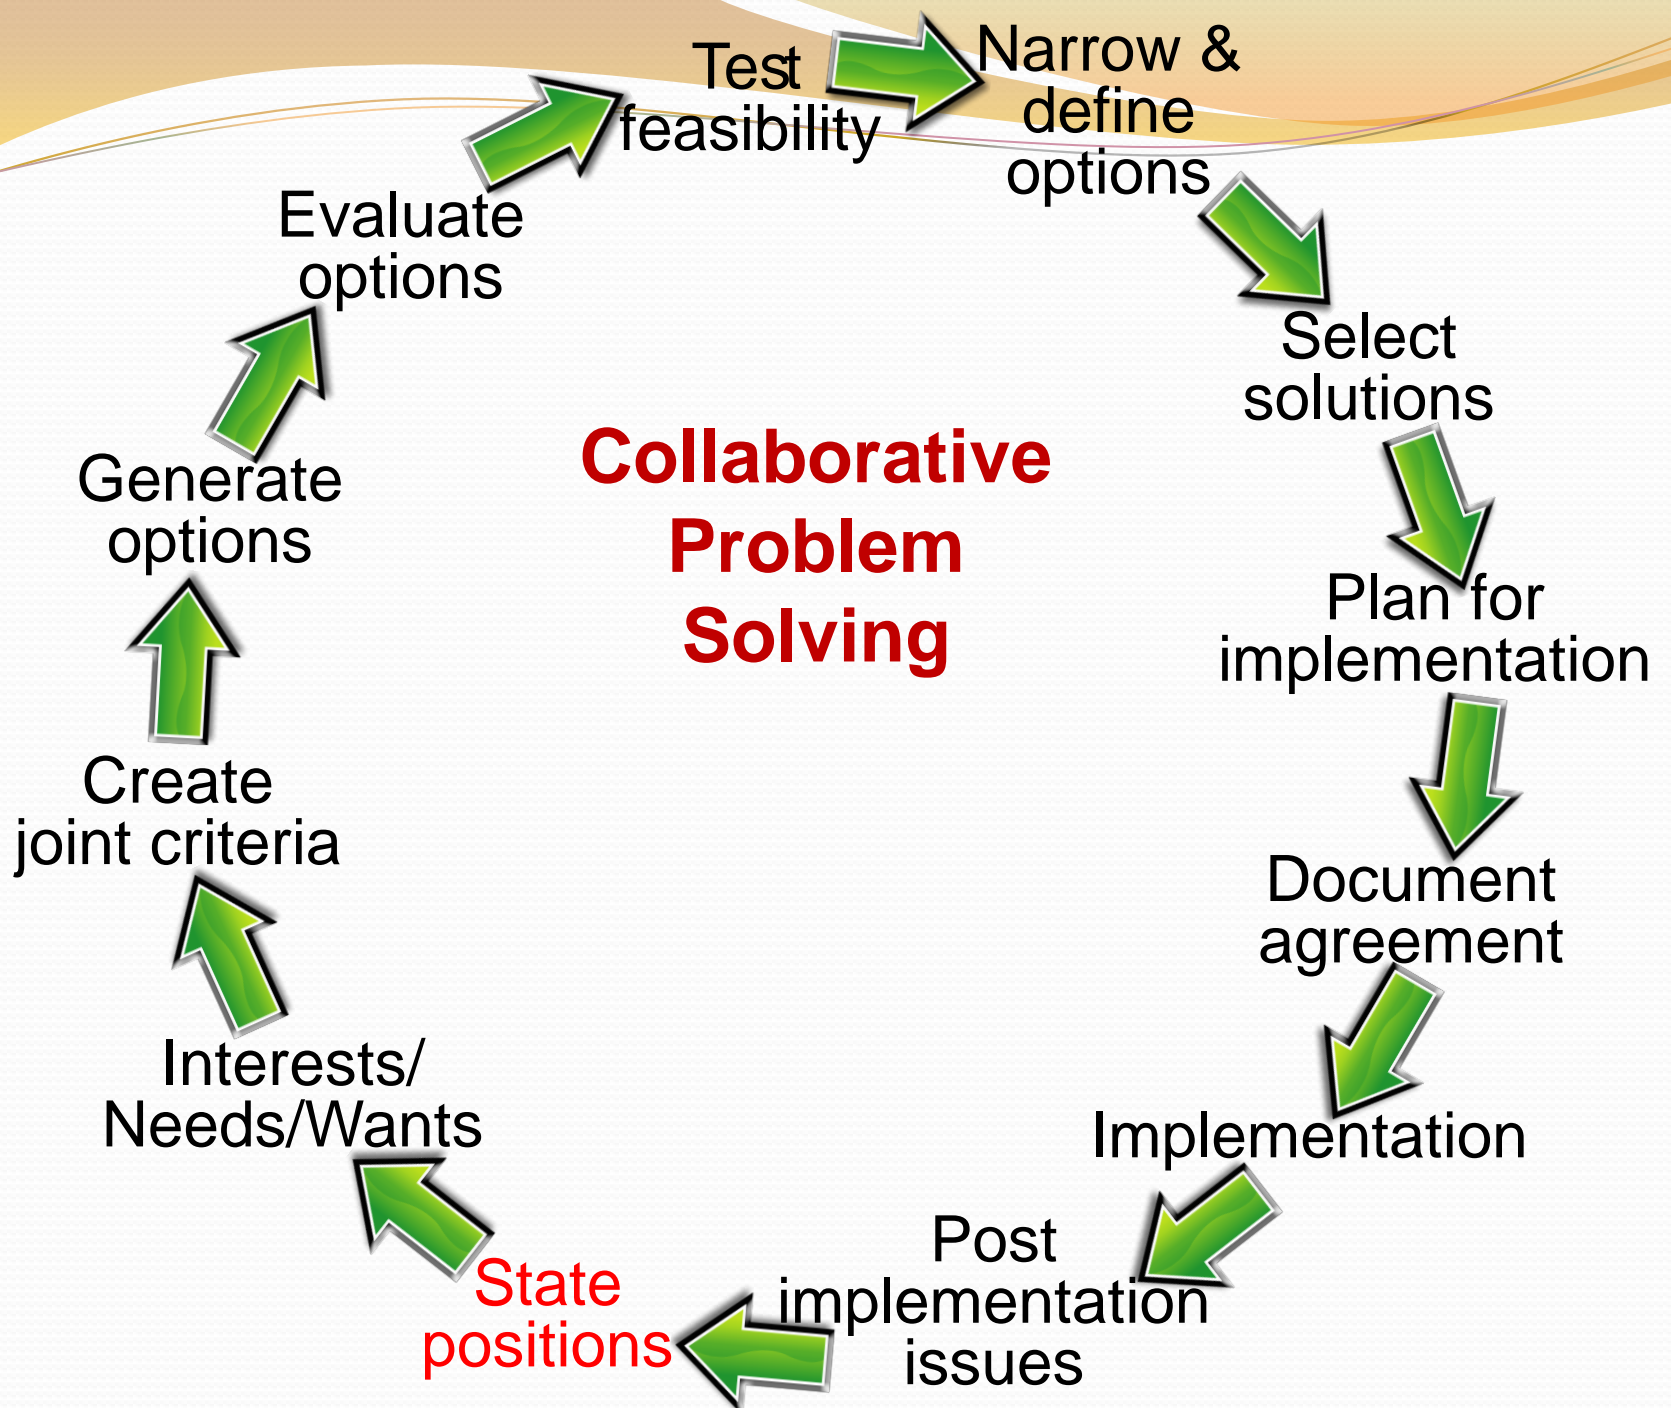 Test
feasibility
Narrow &
define
options
Evaluate
options
Select
solutions
Collaborative
Problem
Solving
Generate
options
Plan for
implementation
Create
joint criteria
Document
agreement
Interests/
Needs/Wants
Implementation
Post
implementation
issues
State
positions